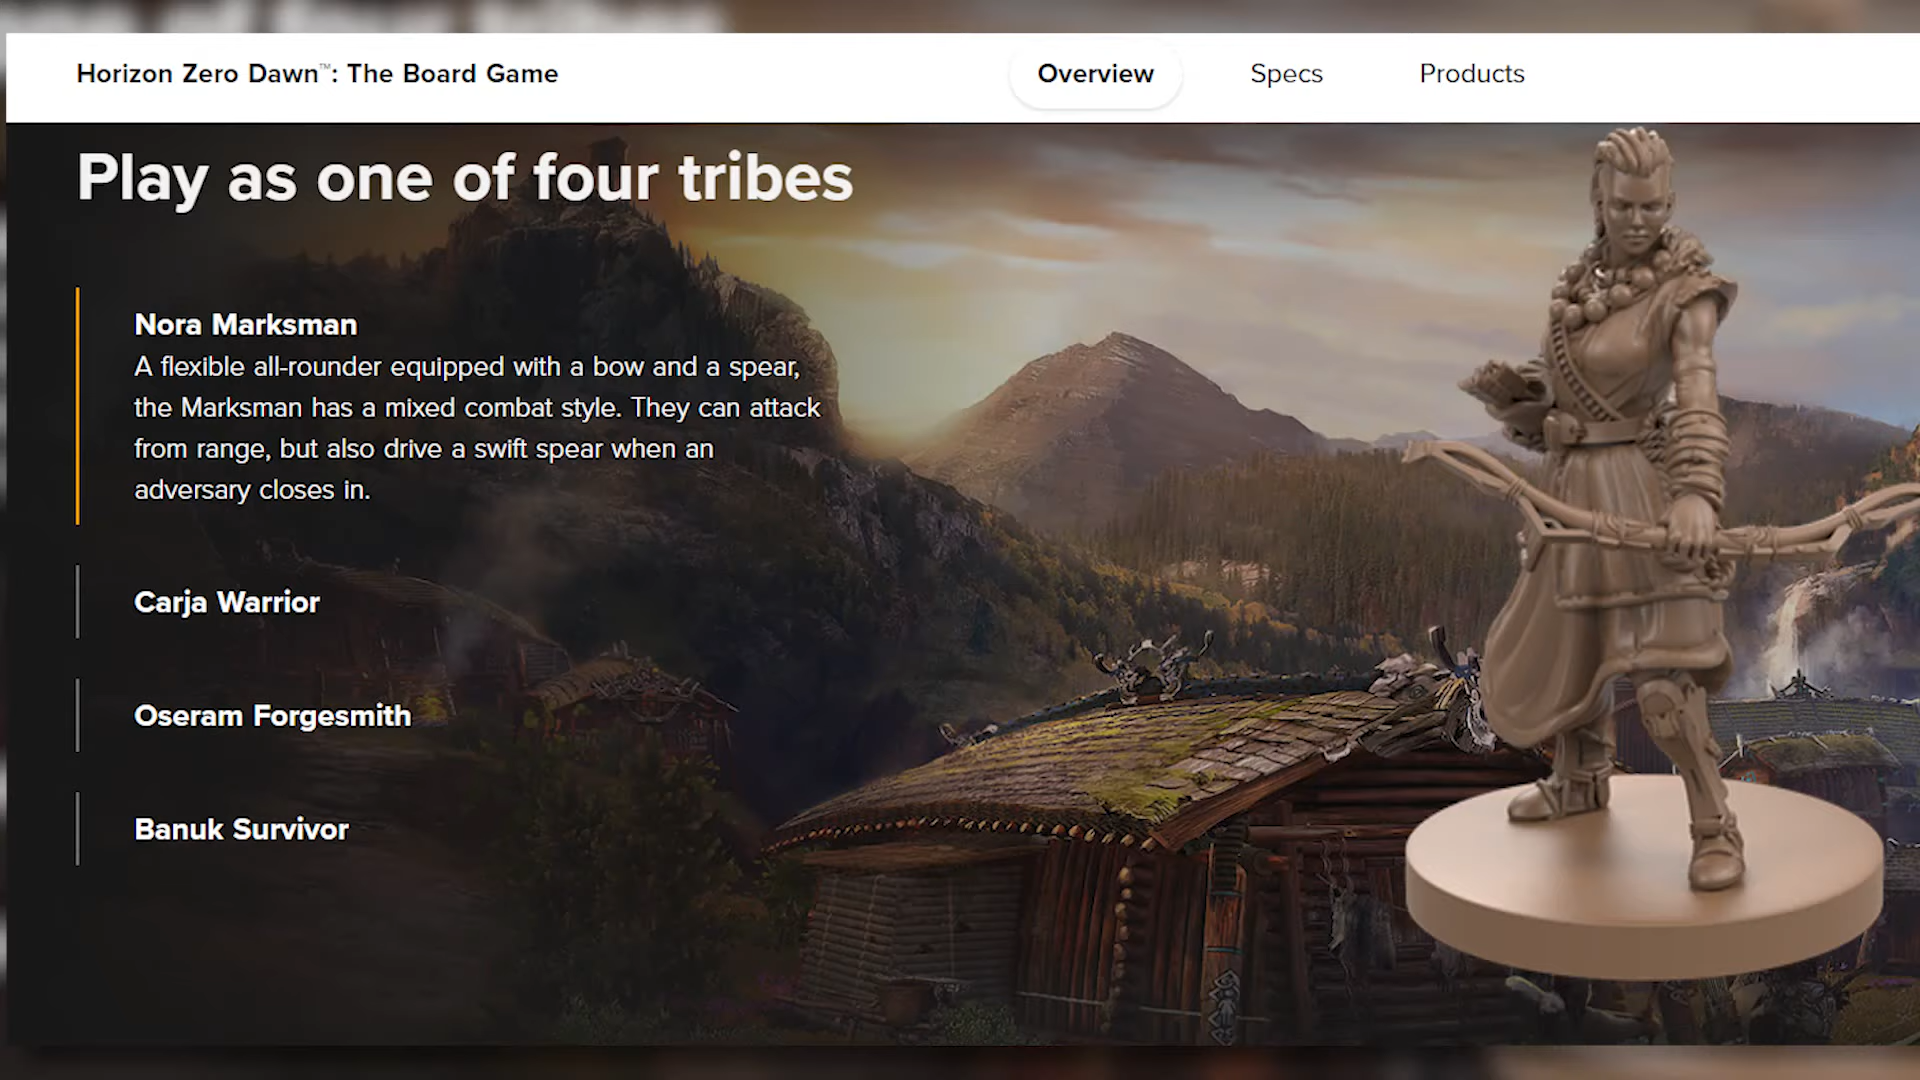 Horizon Zero Dawn™: The Board Game
Overview
Specs
Products
Play as one of four tribes
Nora Marksman
A flexible all-rounder equipped with a bow and a spear,
the Marksman has a mixed combat style. They can attack
from range, but also drive a swift spear when an
adversary closes in.
Carja Warrior
Oseram Forgesmith
Banuk Survivor